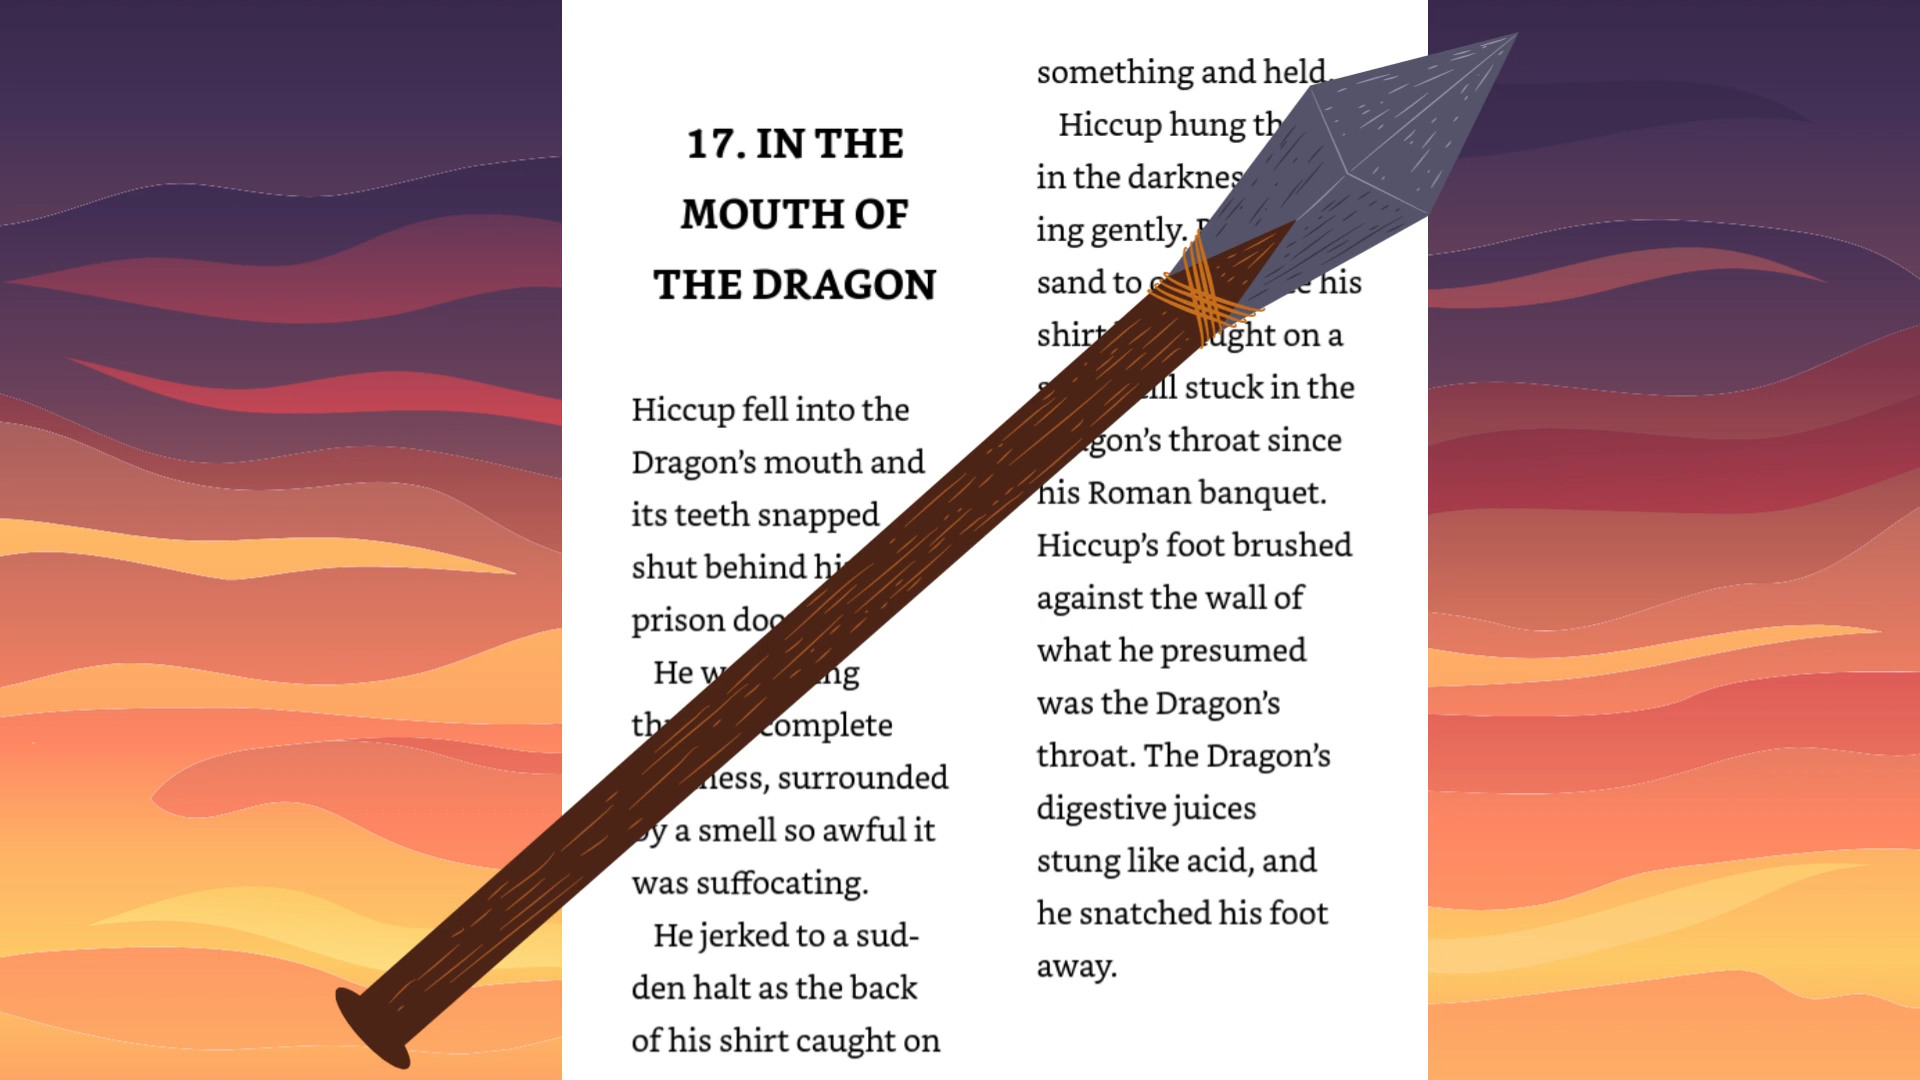 17. IN THE
MOUTH OF
THE DRAGON
Hiccup fell into the
Dragon’s mouth and
its teeth snapped
shut behind
prison
He
complete
surrounded
by a smell so awful it
was suffocating.
He jerked to a sud-
den halt as the back
of his shirt caught on
something and held.
Hiccup hung
in the
ing gently.
sand to his
on a
stuck in the
throat since
his Roman banquet.
Hiccup’s foot brushed
against the wall of
what he presumed
was the Dragon’s
throat. The Dragon’s
digestive juices
stung like acid, and
he snatched his foot
away.